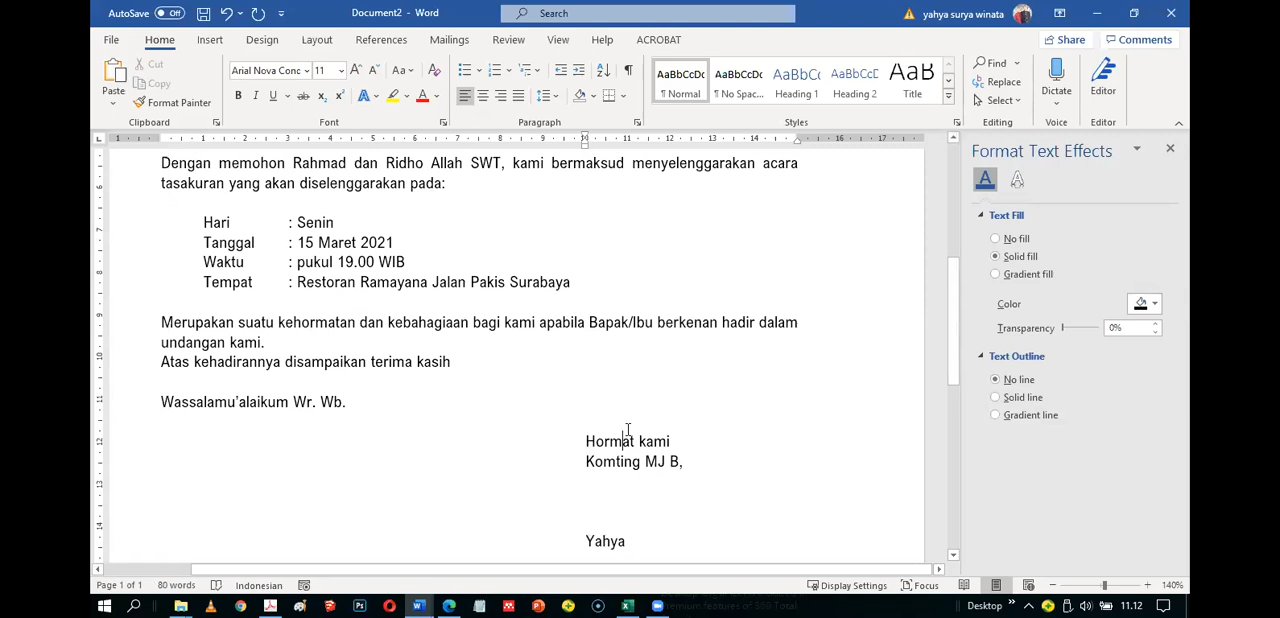 AutoSave Off Document2 - Word Search yahya surya winata
File Home Insert Design Layout References Mailings Review View Help ACROBAT Share Comments
Paste Cut Copy Format Painter
Arial Nova Conc 11 Aa
B I U ab x₂ x² A A
AaBbCcDc AaBbCcDc AaBbCc AaBbCcD AaB
¶ Normal ¶ No Spac... Heading 1 Heading 2 Title
Find Replace Select Dictate Editor
Clipboard Font Paragraph Styles Editing Voice Editor
Dengan memohon Rahmad dan Ridho Allah SWT, kami bermaksud menyelenggarakan acara
tasakuran yang akan diselenggarakan pada:
Hari : Senin
Tanggal : 15 Maret 2021
Waktu : pukul 19.00 WIB
Tempat : Restoran Ramayana Jalan Pakis Surabaya
Merupakan suatu kehormatan dan kebahagiaan bagi kami apabila Bapak/Ibu berkenan hadir dalam
undangan kami.
Atas kehadirannya disampaikan terima kasih
Wassalamu'alaikum Wr. Wb.
Hormat kami
Komting MJ B,
Yahya
Format Text Effects
Text Fill
No fill
Solid fill
Gradient fill
Color
Transparency 0%
Text Outline
No line
Solid line
Gradient line
Page 1 of 1 80 words Indonesian Display Settings Focus 140%
Desktop 11.12